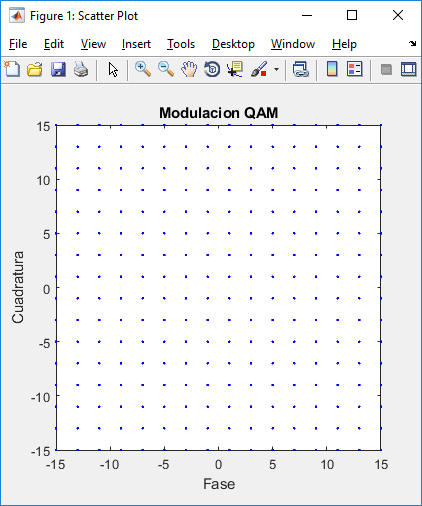 Figure 1: Scatter Plot
File Edit View Insert Tools Desktop Window Help
Modulacion QAM
15
10
5
0
-5
-10
-15
Cuadratura
-15 -10 -5 0 5 10 15
Fase